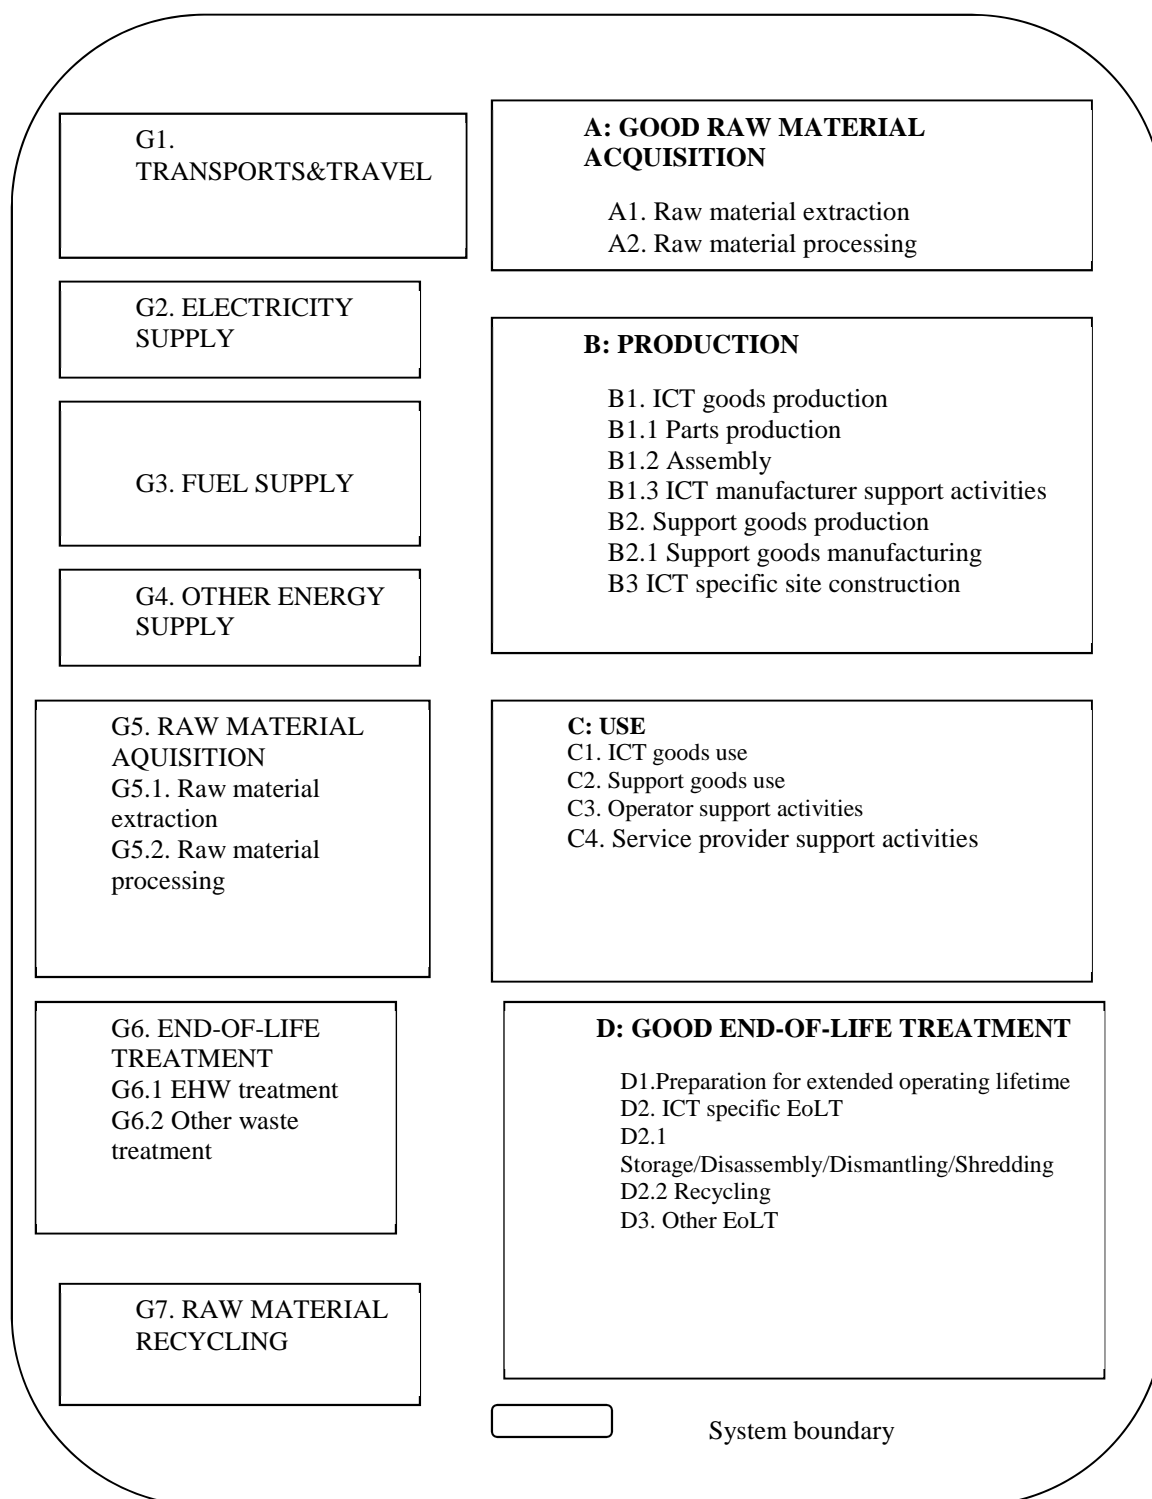 G1.
TRANSPORTS&TRAVEL
G2. ELECTRICITY
SUPPLY
G3. FUEL SUPPLY
G4. OTHER ENERGY
SUPPLY
G5. RAW MATERIAL
AQUISITION
G5.1. Raw material
extraction
G5.2. Raw material
processing
G6. END-OF-LIFE
TREATMENT
G6.1 EHW treatment
G6.2 Other waste
treatment
G7. RAW MATERIAL
RECYCLING
A: GOOD RAW MATERIAL
ACQUISITION
A1. Raw material extraction
A2. Raw material processing
B: PRODUCTION
B1. ICT goods production
B1.1 Parts production
B1.2 Assembly
B1.3 ICT manufacturer support activities
B2. Support goods production
B2.1 Support goods manufacturing
B3 ICT specific site construction
C: USE
C1. ICT goods use
C2. Support goods use
C3. Operator support activities
C4. Service provider support activities
D: GOOD END-OF-LIFE TREATMENT
D1.Preparation for extended operating lifetime
D2. ICT specific EoLT
D2.1
Storage/Disassembly/Dismantling/Shredding
D2.2 Recycling
D3. Other EoLT
System boundary